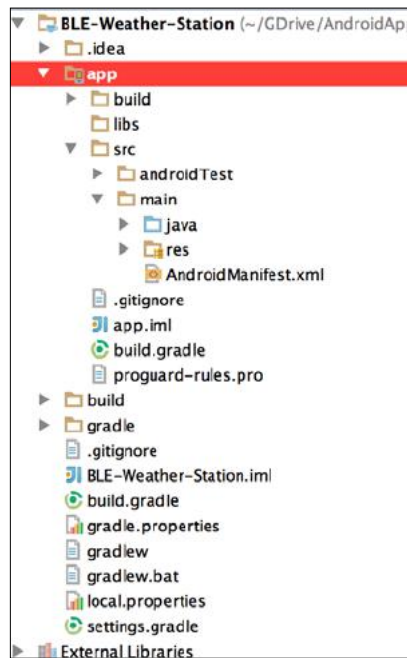 BLE-Weather-Station (~/GDrive/AndroidAp
.idea
app
build
libs
src
androidTest
main
java
res
AndroidManifest.xml
.gitignore
app.iml
build.gradle
proguard-rules.pro
build
gradle
.gitignore
BLE-Weather-Station.iml
build.gradle
gradle.properties
gradlew
gradlew.bat
local.properties
settings.gradle
External Libraries